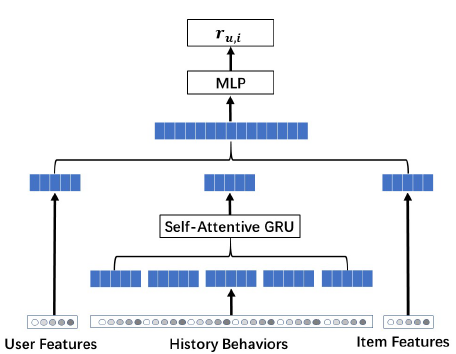 r_{u,i}
MLP
Self-Attentive GRU
User Features
History Behaviors
Item Features